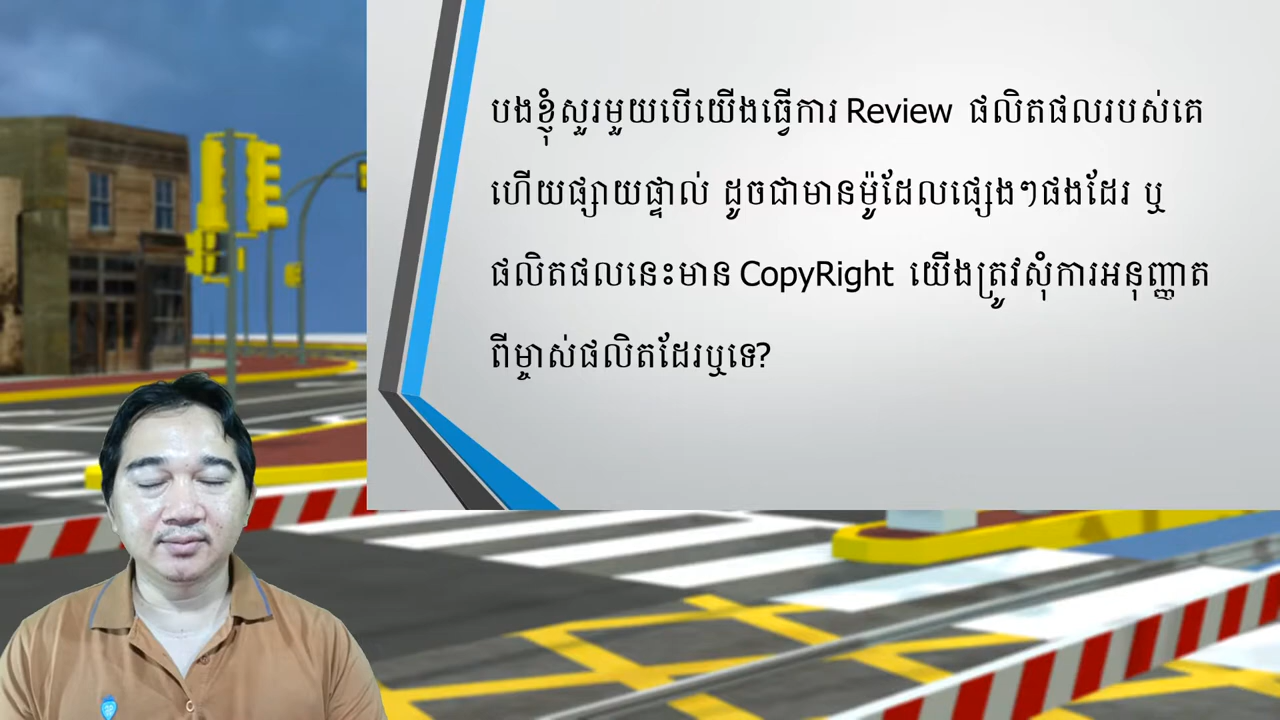 បងខ្ញុំសួរមួយបើយើងធ្វើការ Review ផលិតផលរបស់គេ
ហើយផ្សាយផ្ទាល់ ដូចជាមានម៉ូដែលផ្សេងៗផងដែរ ឬ
ផលិតផលនេះមាន CopyRight យើងត្រូវសុំការអនុញ្ញាត
ពីម្ចាស់ផលិតដែរឬទេ?